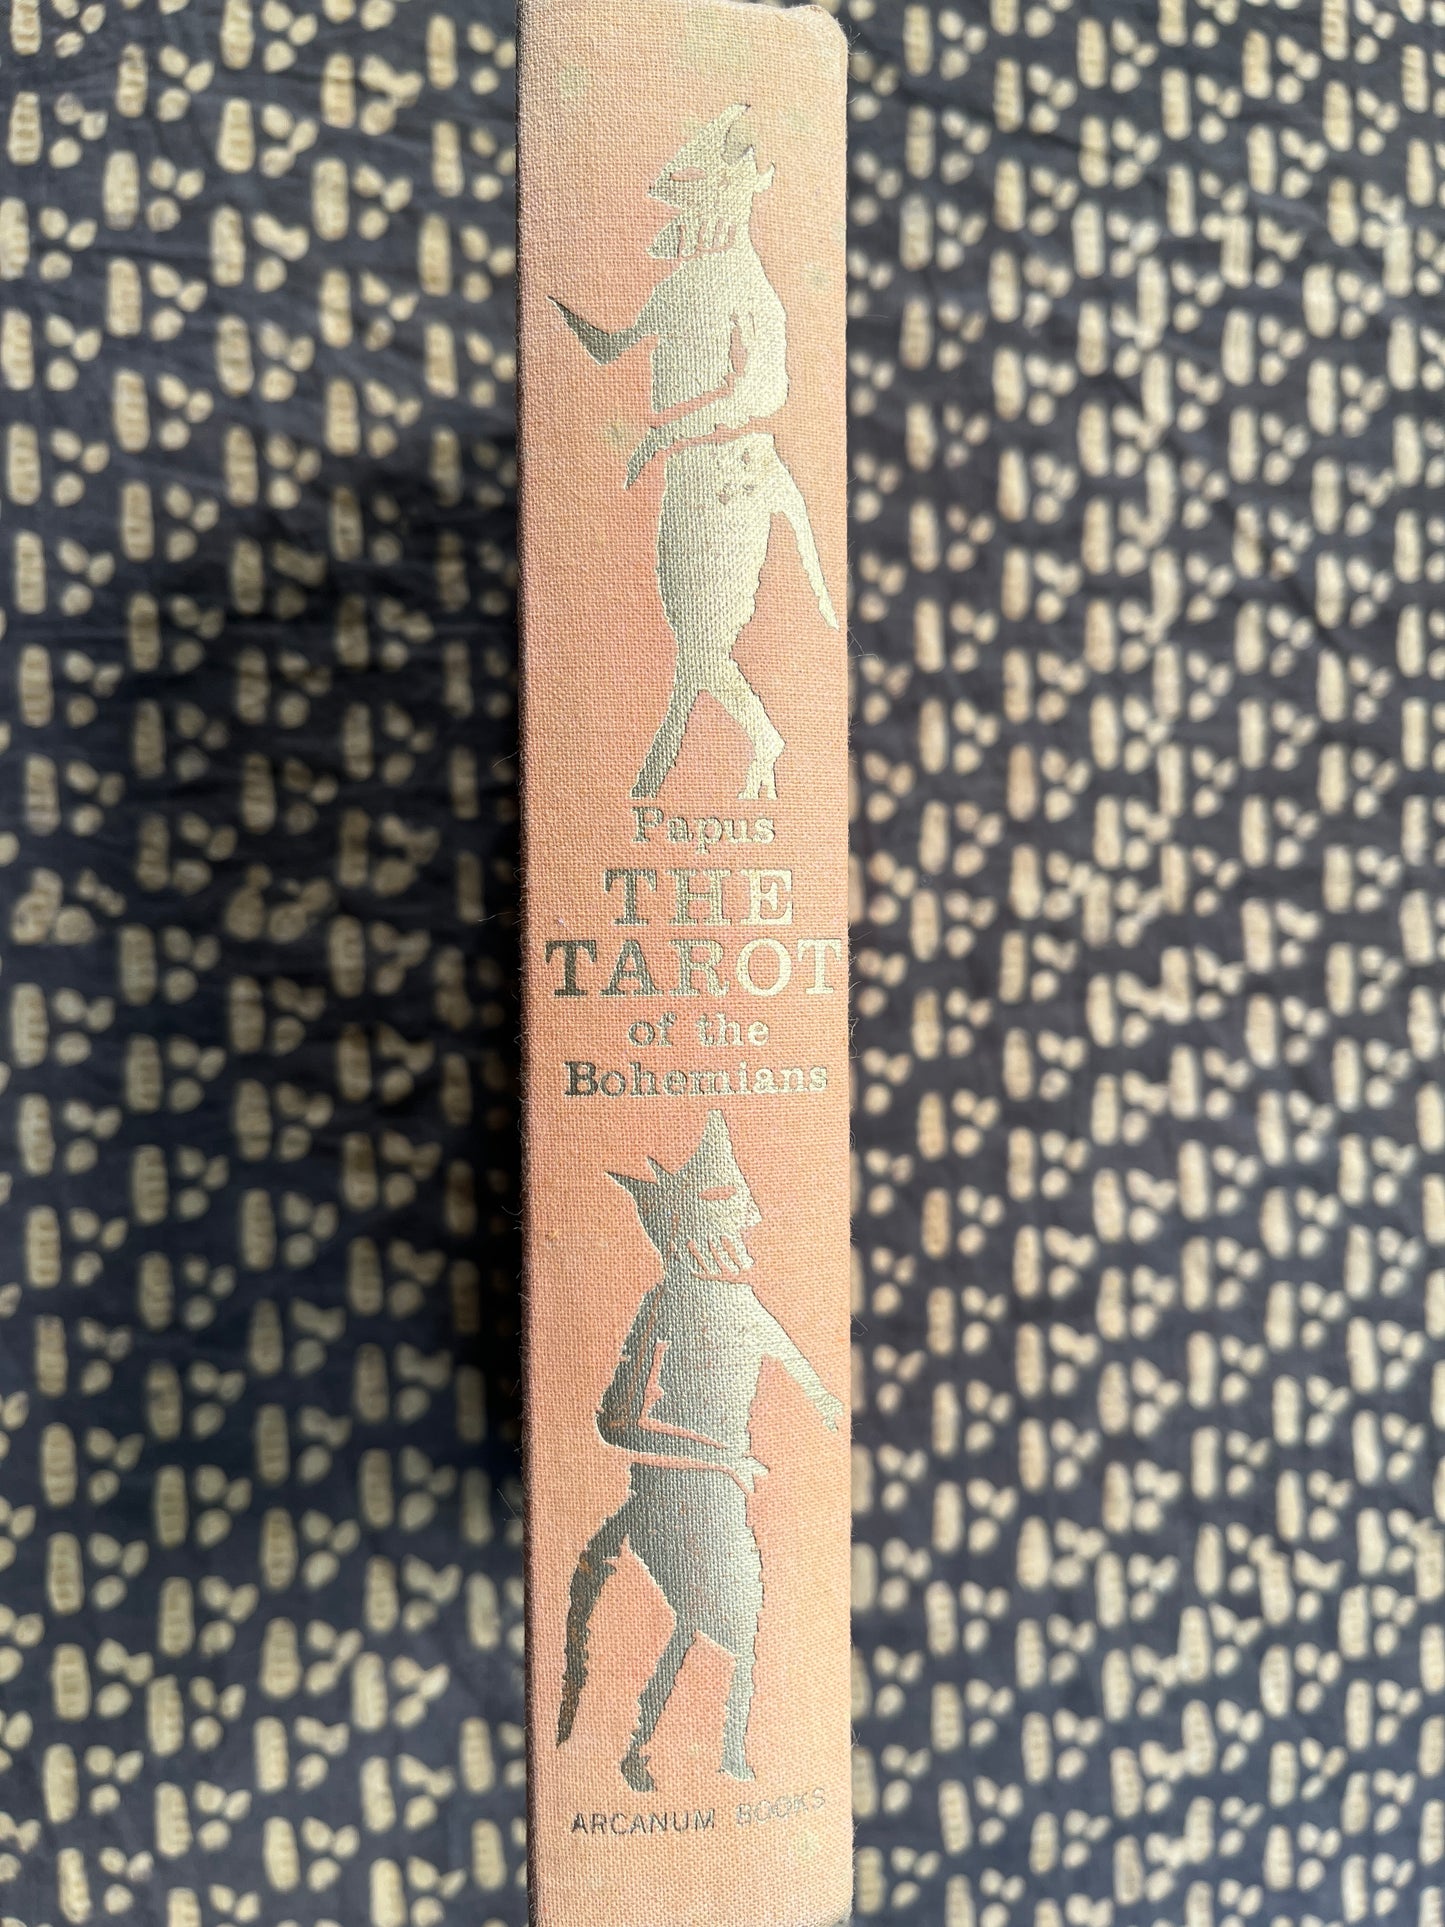 Papus
THE
TAROT
of the
Bohemians
ARCANUM BOOKS